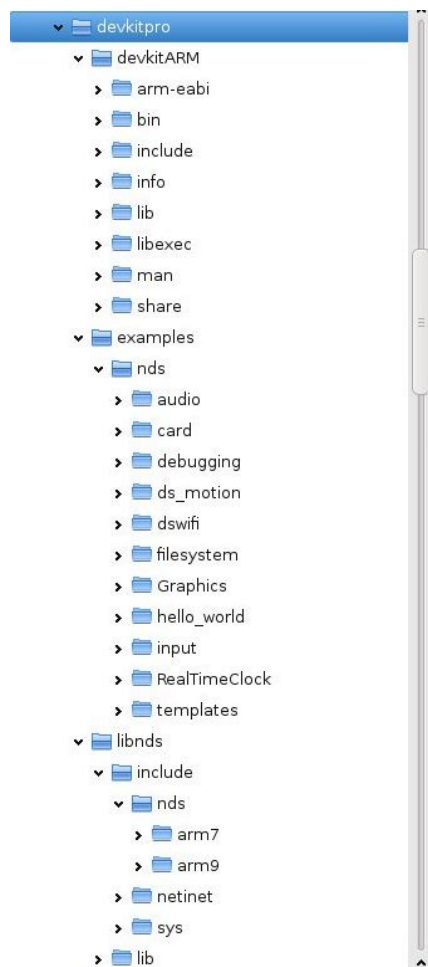 devkitpro
devkitARM
arm-eabi
bin
include
info
lib
libexec
man
share
examples
nds
audio
card
debugging
ds_motion
dswifi
filesystem
Graphics
hello_world
input
RealTimeClock
templates
libnds
include
nds
arm7
arm9
netinet
sys
lib